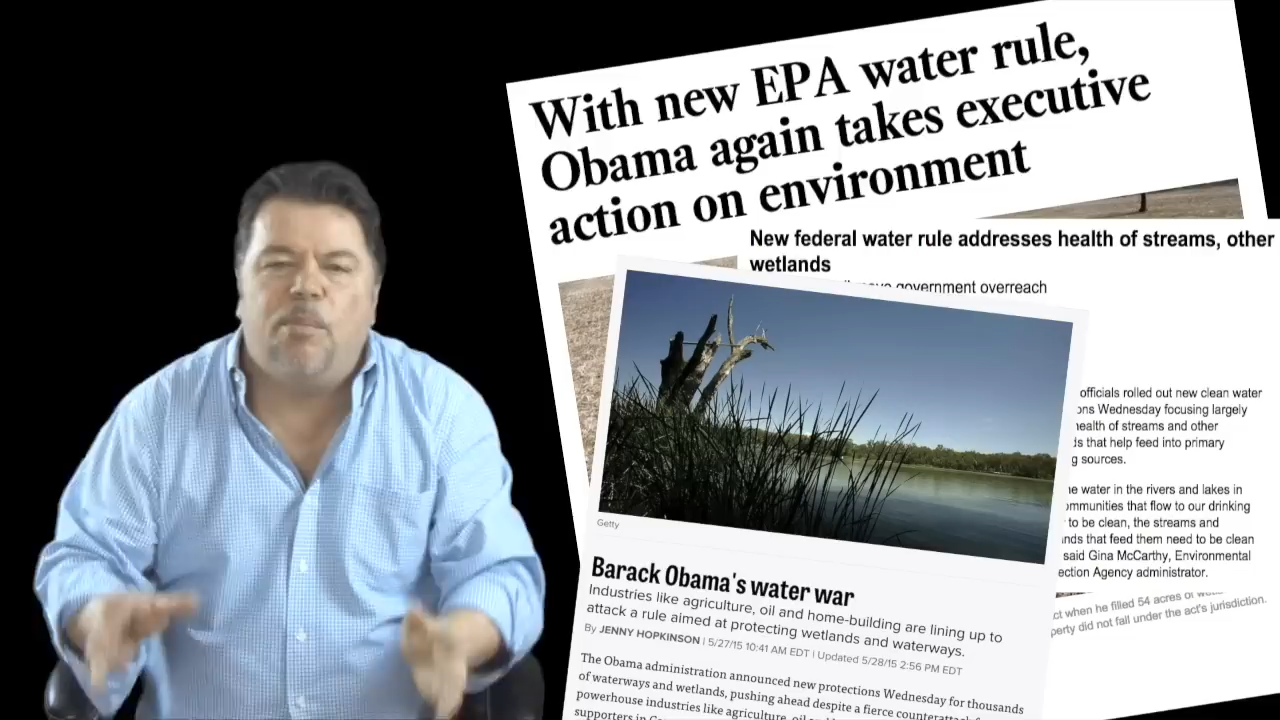 With new EPA water rule,
Obama again takes executive
action on environment
New federal water rule addresses health of streams, other
wetlands
government overreach
officials rolled out new clean water
Wednesday focusing largely
health of streams and other
that help feed into primary
sources.
water in the rivers and lakes in
that flow to our drinking
to be clean, the streams and
that feed them need to be clean
said Gina McCarthy, Environmental
Agency administrator.
when he filled 54 acres of
did not fall under the act's jurisdiction.
Getty
Barack Obama's water war
Industries like agriculture, oil and home-building are lining up to
attack a rule aimed at protecting wetlands and waterways.
By JENNY HOPKINSON | 5/27/15 10:41 AM EDT | Updated 5/28/15 2:56 PM EDT
The Obama administration announced new protections Wednesday for thousands
of waterways and wetlands, pushing ahead despite a fierce
powerhouse industries like agriculture, oil
supporters in